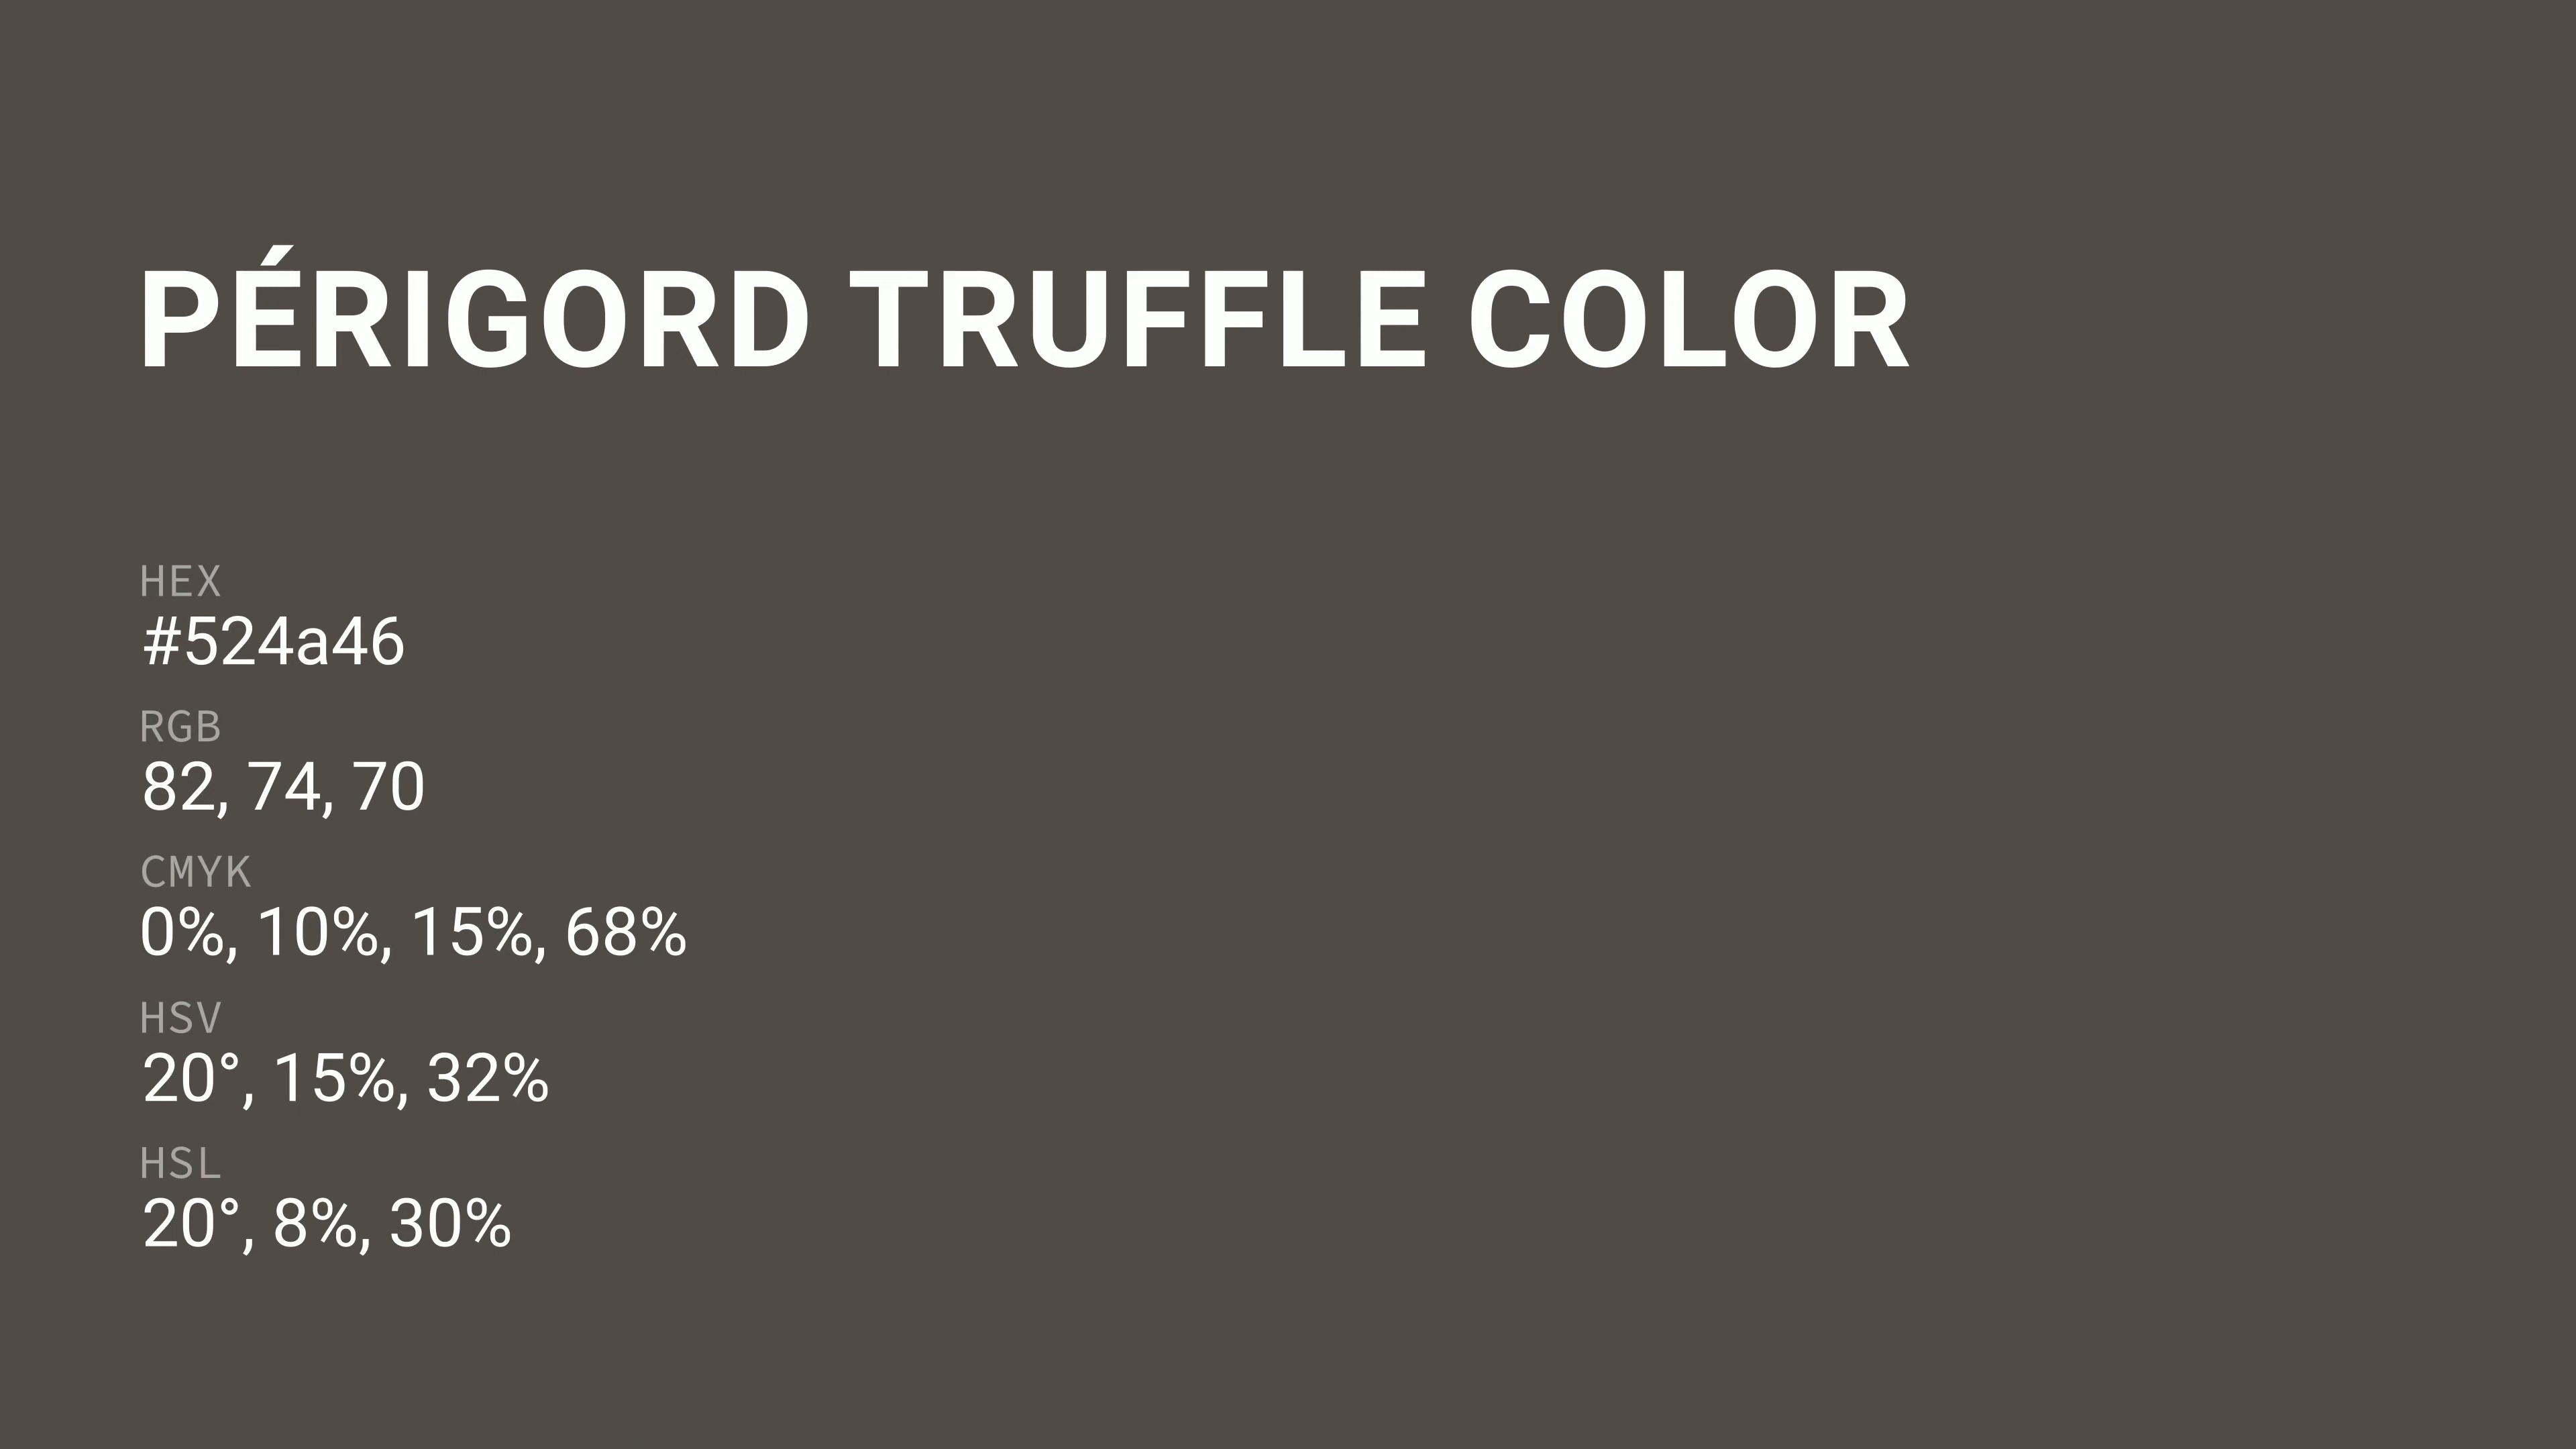 PÉRIGORD TRUFFLE COLOR
HEX
#524a46
RGB
82, 74, 70
CMYK
0%, 10%, 15%, 68%
HSV
20°, 15%, 32%
HSL
20°, 8%, 30%